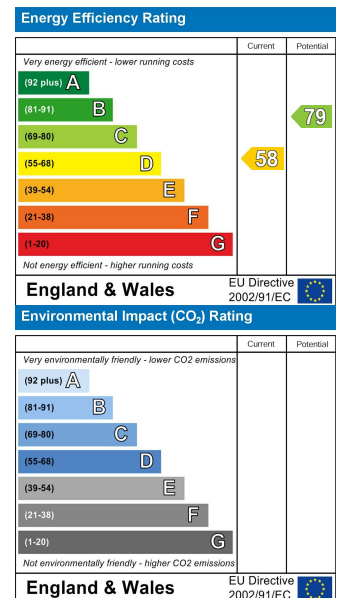 Energy Efficiency Rating
Current Potential
Very energy efficient - lower running costs
(92 plus) A
(81-91) B
(69-80) C
(55-68) D
(39-54) E
(21-38) F
(1-20) G
58
79
Not energy efficient - higher running costs
England & Wales
EU Directive
2002/91/EC
Environmental Impact (CO₂) Rating
Current Potential
Very environmentally friendly - lower CO2 emissions
(92 plus) A
(81-91) B
(69-80) C
(55-68) D
(39-54) E
(21-38) F
(1-20) G
Not environmentally friendly - higher CO2 emissions
England & Wales
EU Directive
2002/91/EC